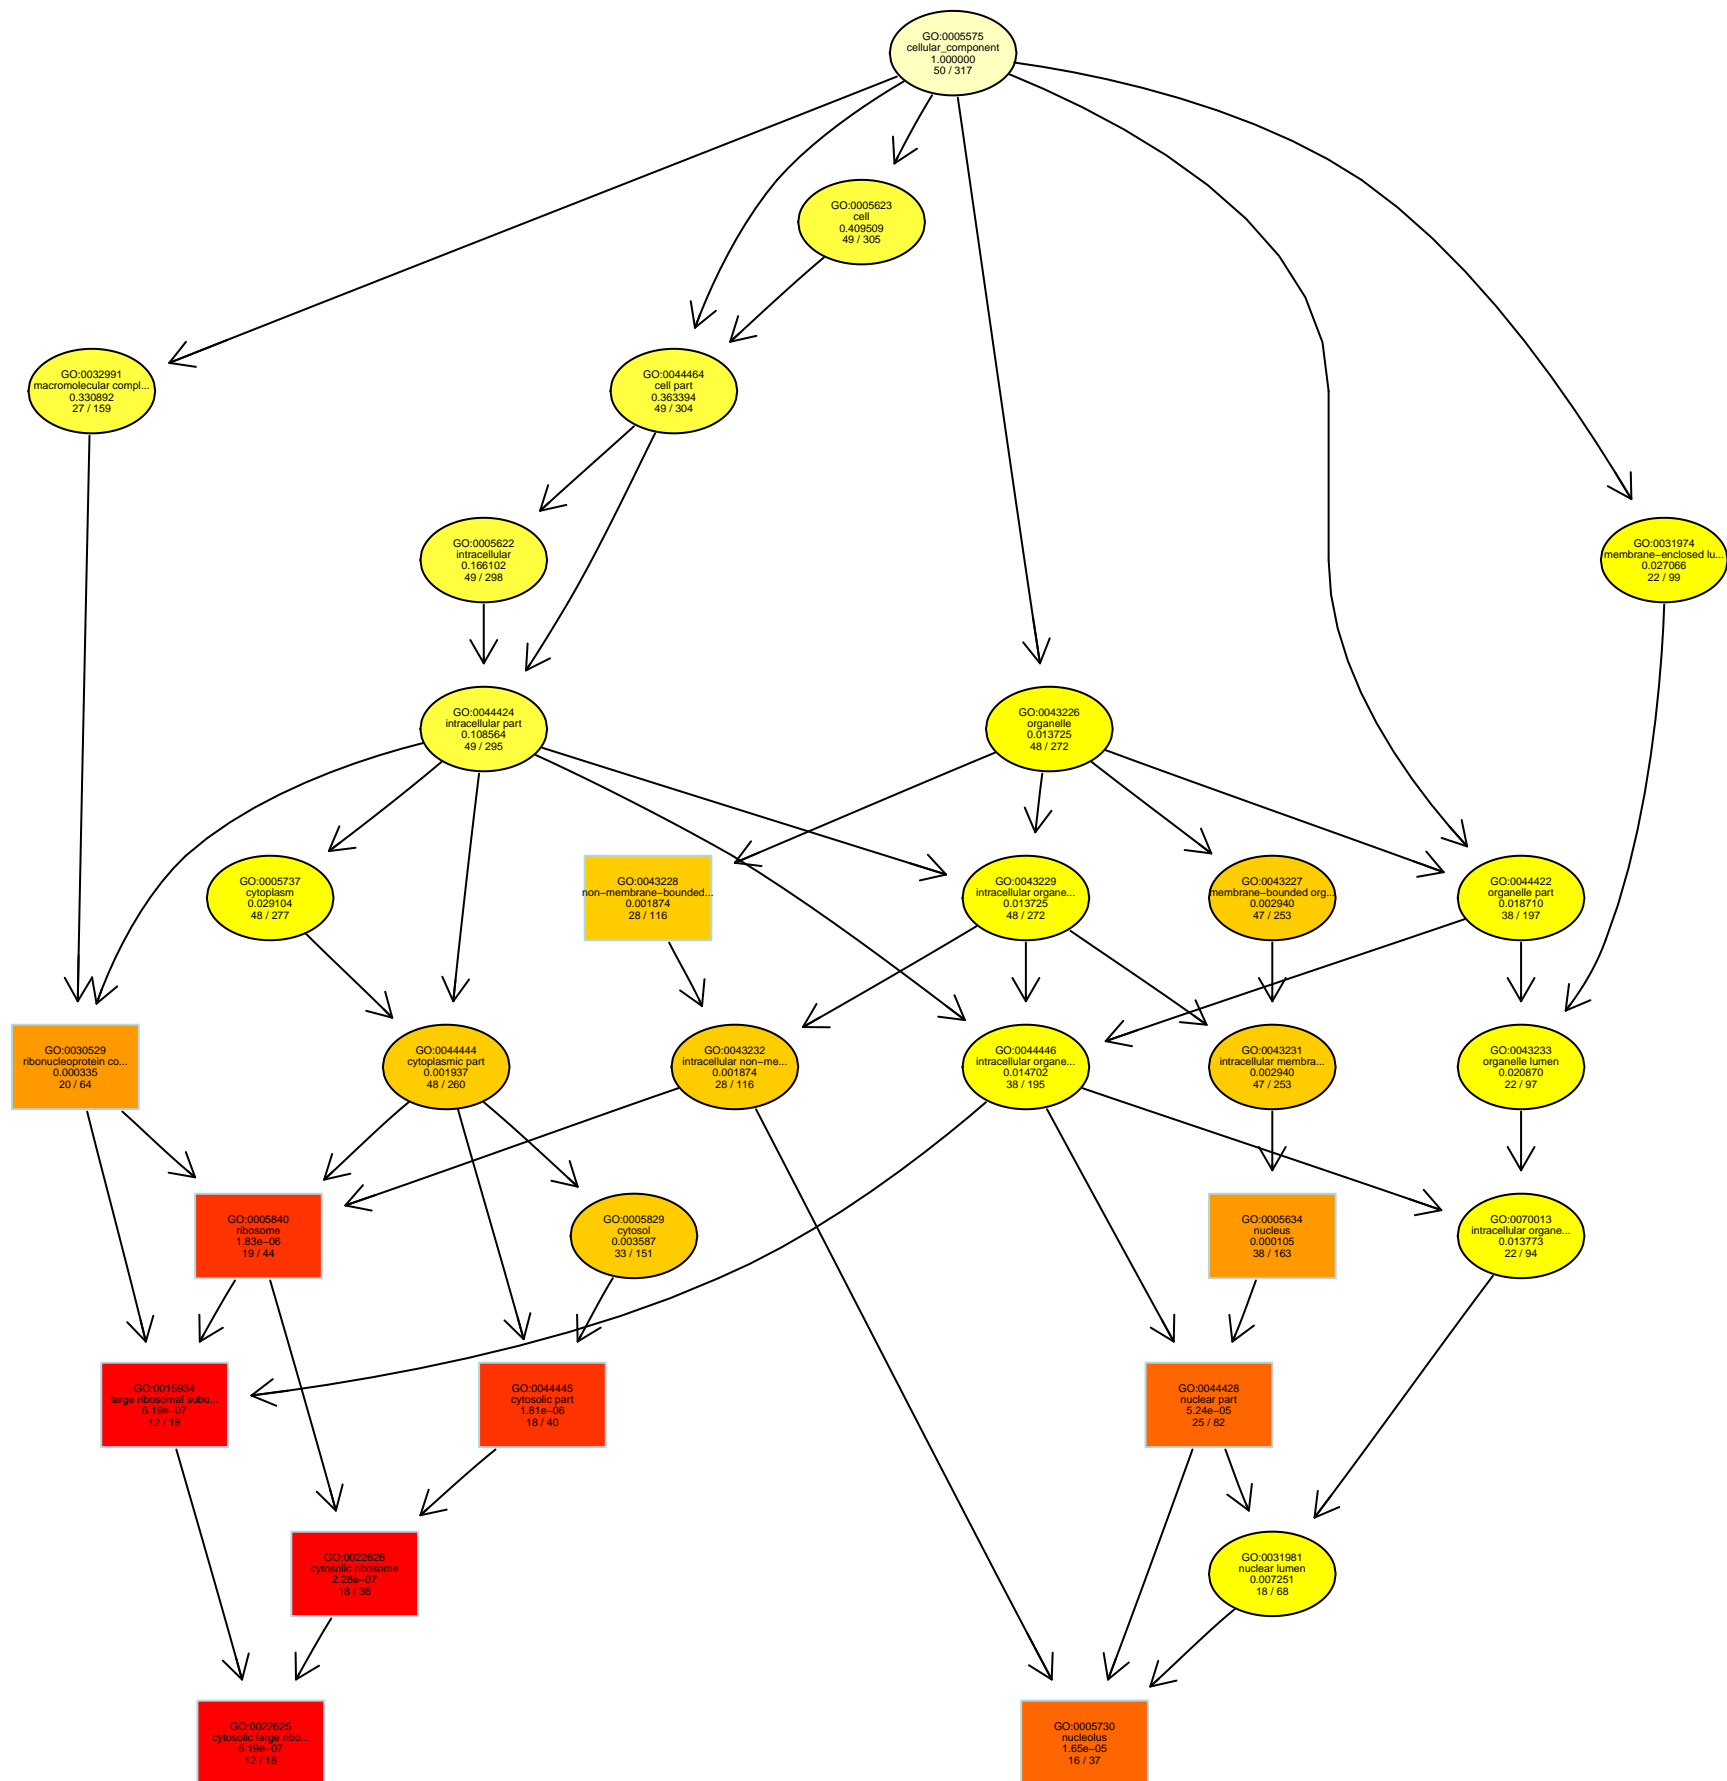 GO:0005575
cellular_component
1.000000
50 / 317
GO:0005623
cell
0.409509
49 / 305
GO:0032991
macromolecular compl...
0.330892
27 / 159
GO:0044464
cell part
0.363394
49 / 304
GO:0005622
intracellular
0.166102
49 / 298
GO:0031974
membrane−enclosed lu...
0.027066
22 / 99
GO:0044424
intracellular part
0.108564
49 / 295
GO:0043226
organelle
0.013725
48 / 272
GO:0005737
cytoplasm
0.029104
48 / 277
GO:0043228
non−membrane−bounded...
0.001874
28 / 116
GO:0043229
intracellular organe...
0.013725
48 / 272
GO:0043227
membrane−bounded org...
0.002940
47 / 253
GO:0044422
organelle part
0.018710
38 / 197
GO:0030529
ribonucleoprotein co...
0.000335
20 / 64
GO:0044444
cytoplasmic part
0.001937
48 / 260
GO:0043232
intracellular non−me...
0.001874
28 / 116
GO:0044446
intracellular organe...
0.014702
38 / 195
GO:0043231
intracellular membra...
0.002940
47 / 253
GO:0043233
organelle lumen
0.020870
22 / 97
GO:0005840
ribosome
1.83e−06
19 / 44
GO:0005829
cytosol
0.003587
33 / 151
GO:0005634
nucleus
0.000105
38 / 163
GO:0070013
intracellular organe...
0.013773
22 / 94
GO:0015934
large ribosomal subu...
6.19e−07
12 / 18
GO:0044445
cytosolic part
1.81e−06
18 / 40
GO:0044428
nuclear part
5.24e−05
25 / 82
GO:0022626
cytosolic ribosome
2.28e−07
18 / 36
GO:0031981
nuclear lumen
0.007251
18 / 68
GO:0022625
cytosolic large ribo...
6.19e−07
12 / 18
GO:0005730
nucleolus
1.65e−05
16 / 37